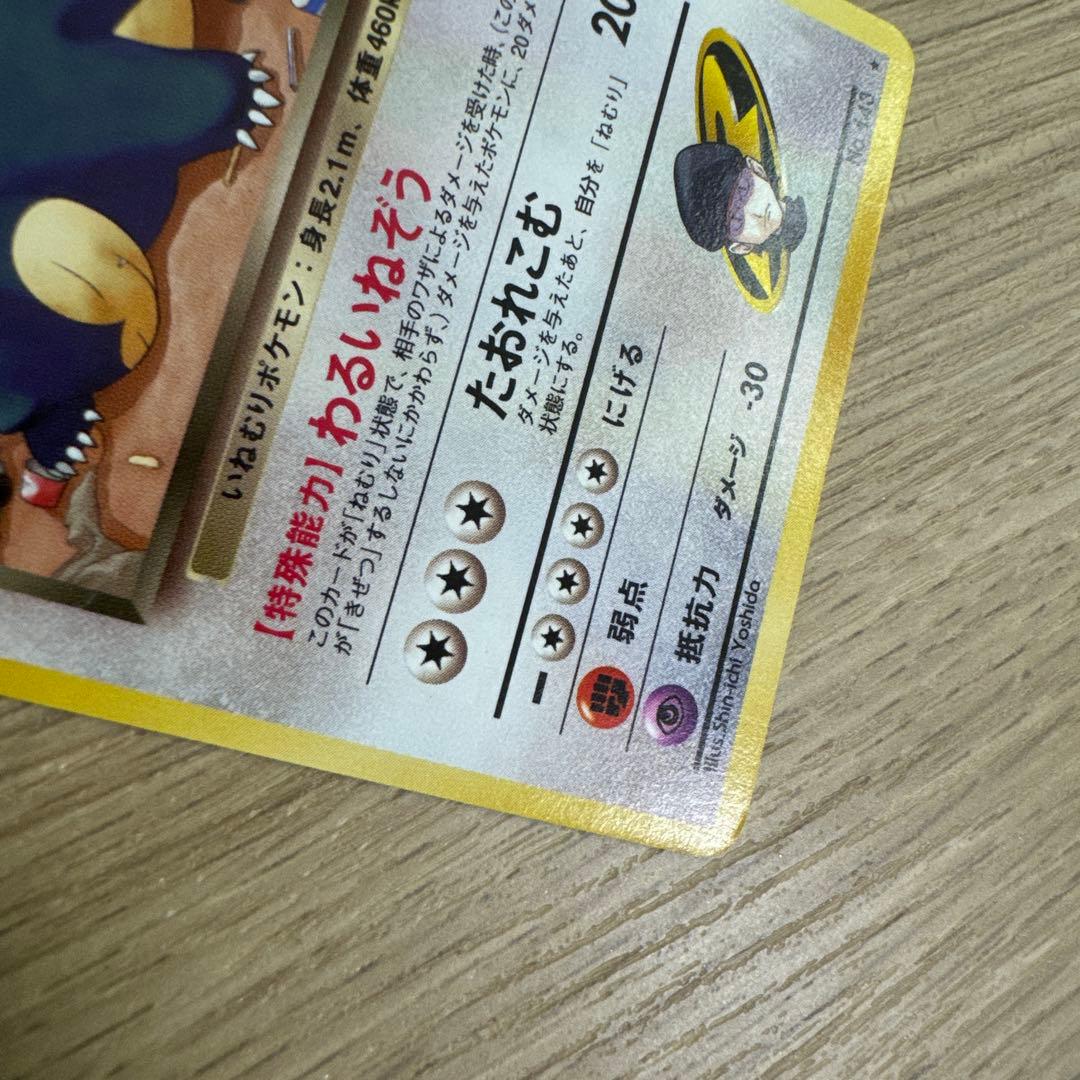 いねむりポケモン：身長2.1m、体重460k
【特殊能力】わるいねぞう
このカードが「ねむり」状態で、相手のワザによるダメージを受けた時、（この
が「きぜつ」するしないにかかわらず、）ダメージを与えたポケモンに、20ダメ
たおれこむ 20
ダメージを与えたあと、自分を「ねむり」
状態にする。
にげる
弱点
抵抗力 ダメージ -30
Illus.Shin-ichi Yoshida
NO.143 ★